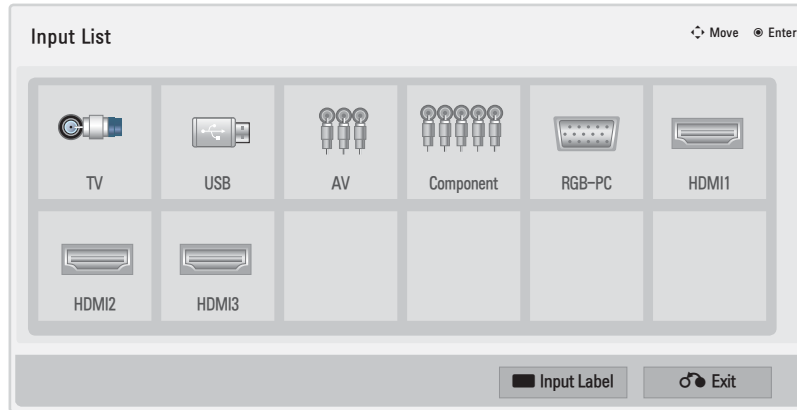 Input List
Move Enter
TV USB AV Component RGB-PC HDMI1
HDMI2 HDMI3
Input Label Exit